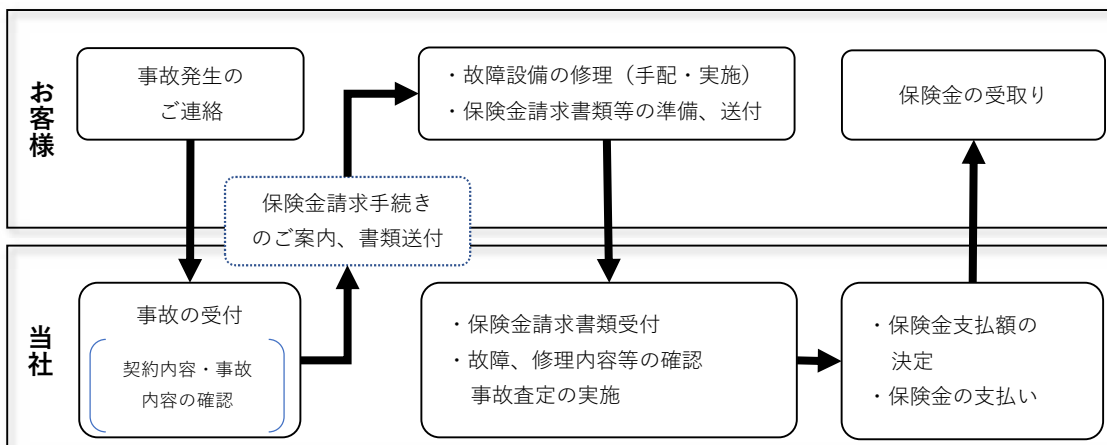 お客様
事故発生の
ご連絡
・故障設備の修理（手配・実施）
・保険金請求書類等の準備、送付
保険金の受取り
保険金請求手続き
のご案内、書類送付
当社
事故の受付
契約内容・事故
内容の確認
・保険金請求書類受付
・故障、修理内容等の確認
事故査定の実施
・保険金支払額の
決定
・保険金の支払い